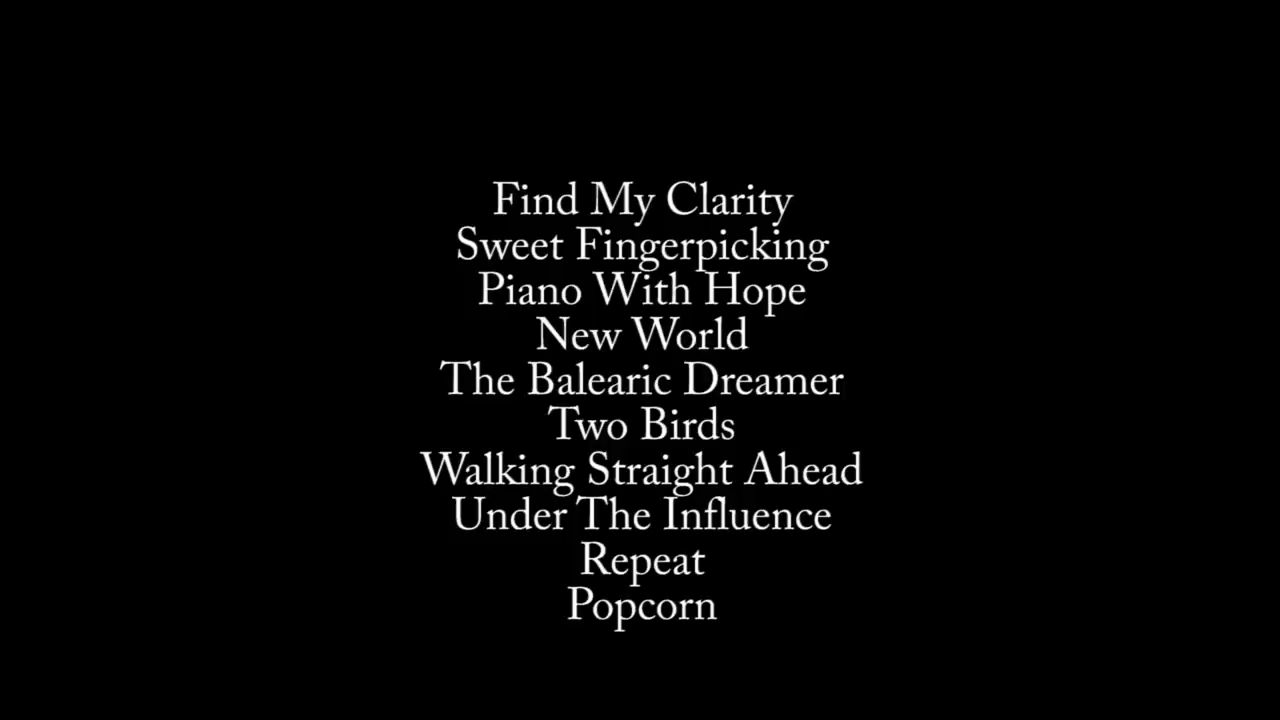 Find My Clarity
Sweet Fingerpicking
Piano With Hope
New World
The Balearic Dreamer
Two Birds
Walking Straight Ahead
Under The Influence
Repeat
Popcorn